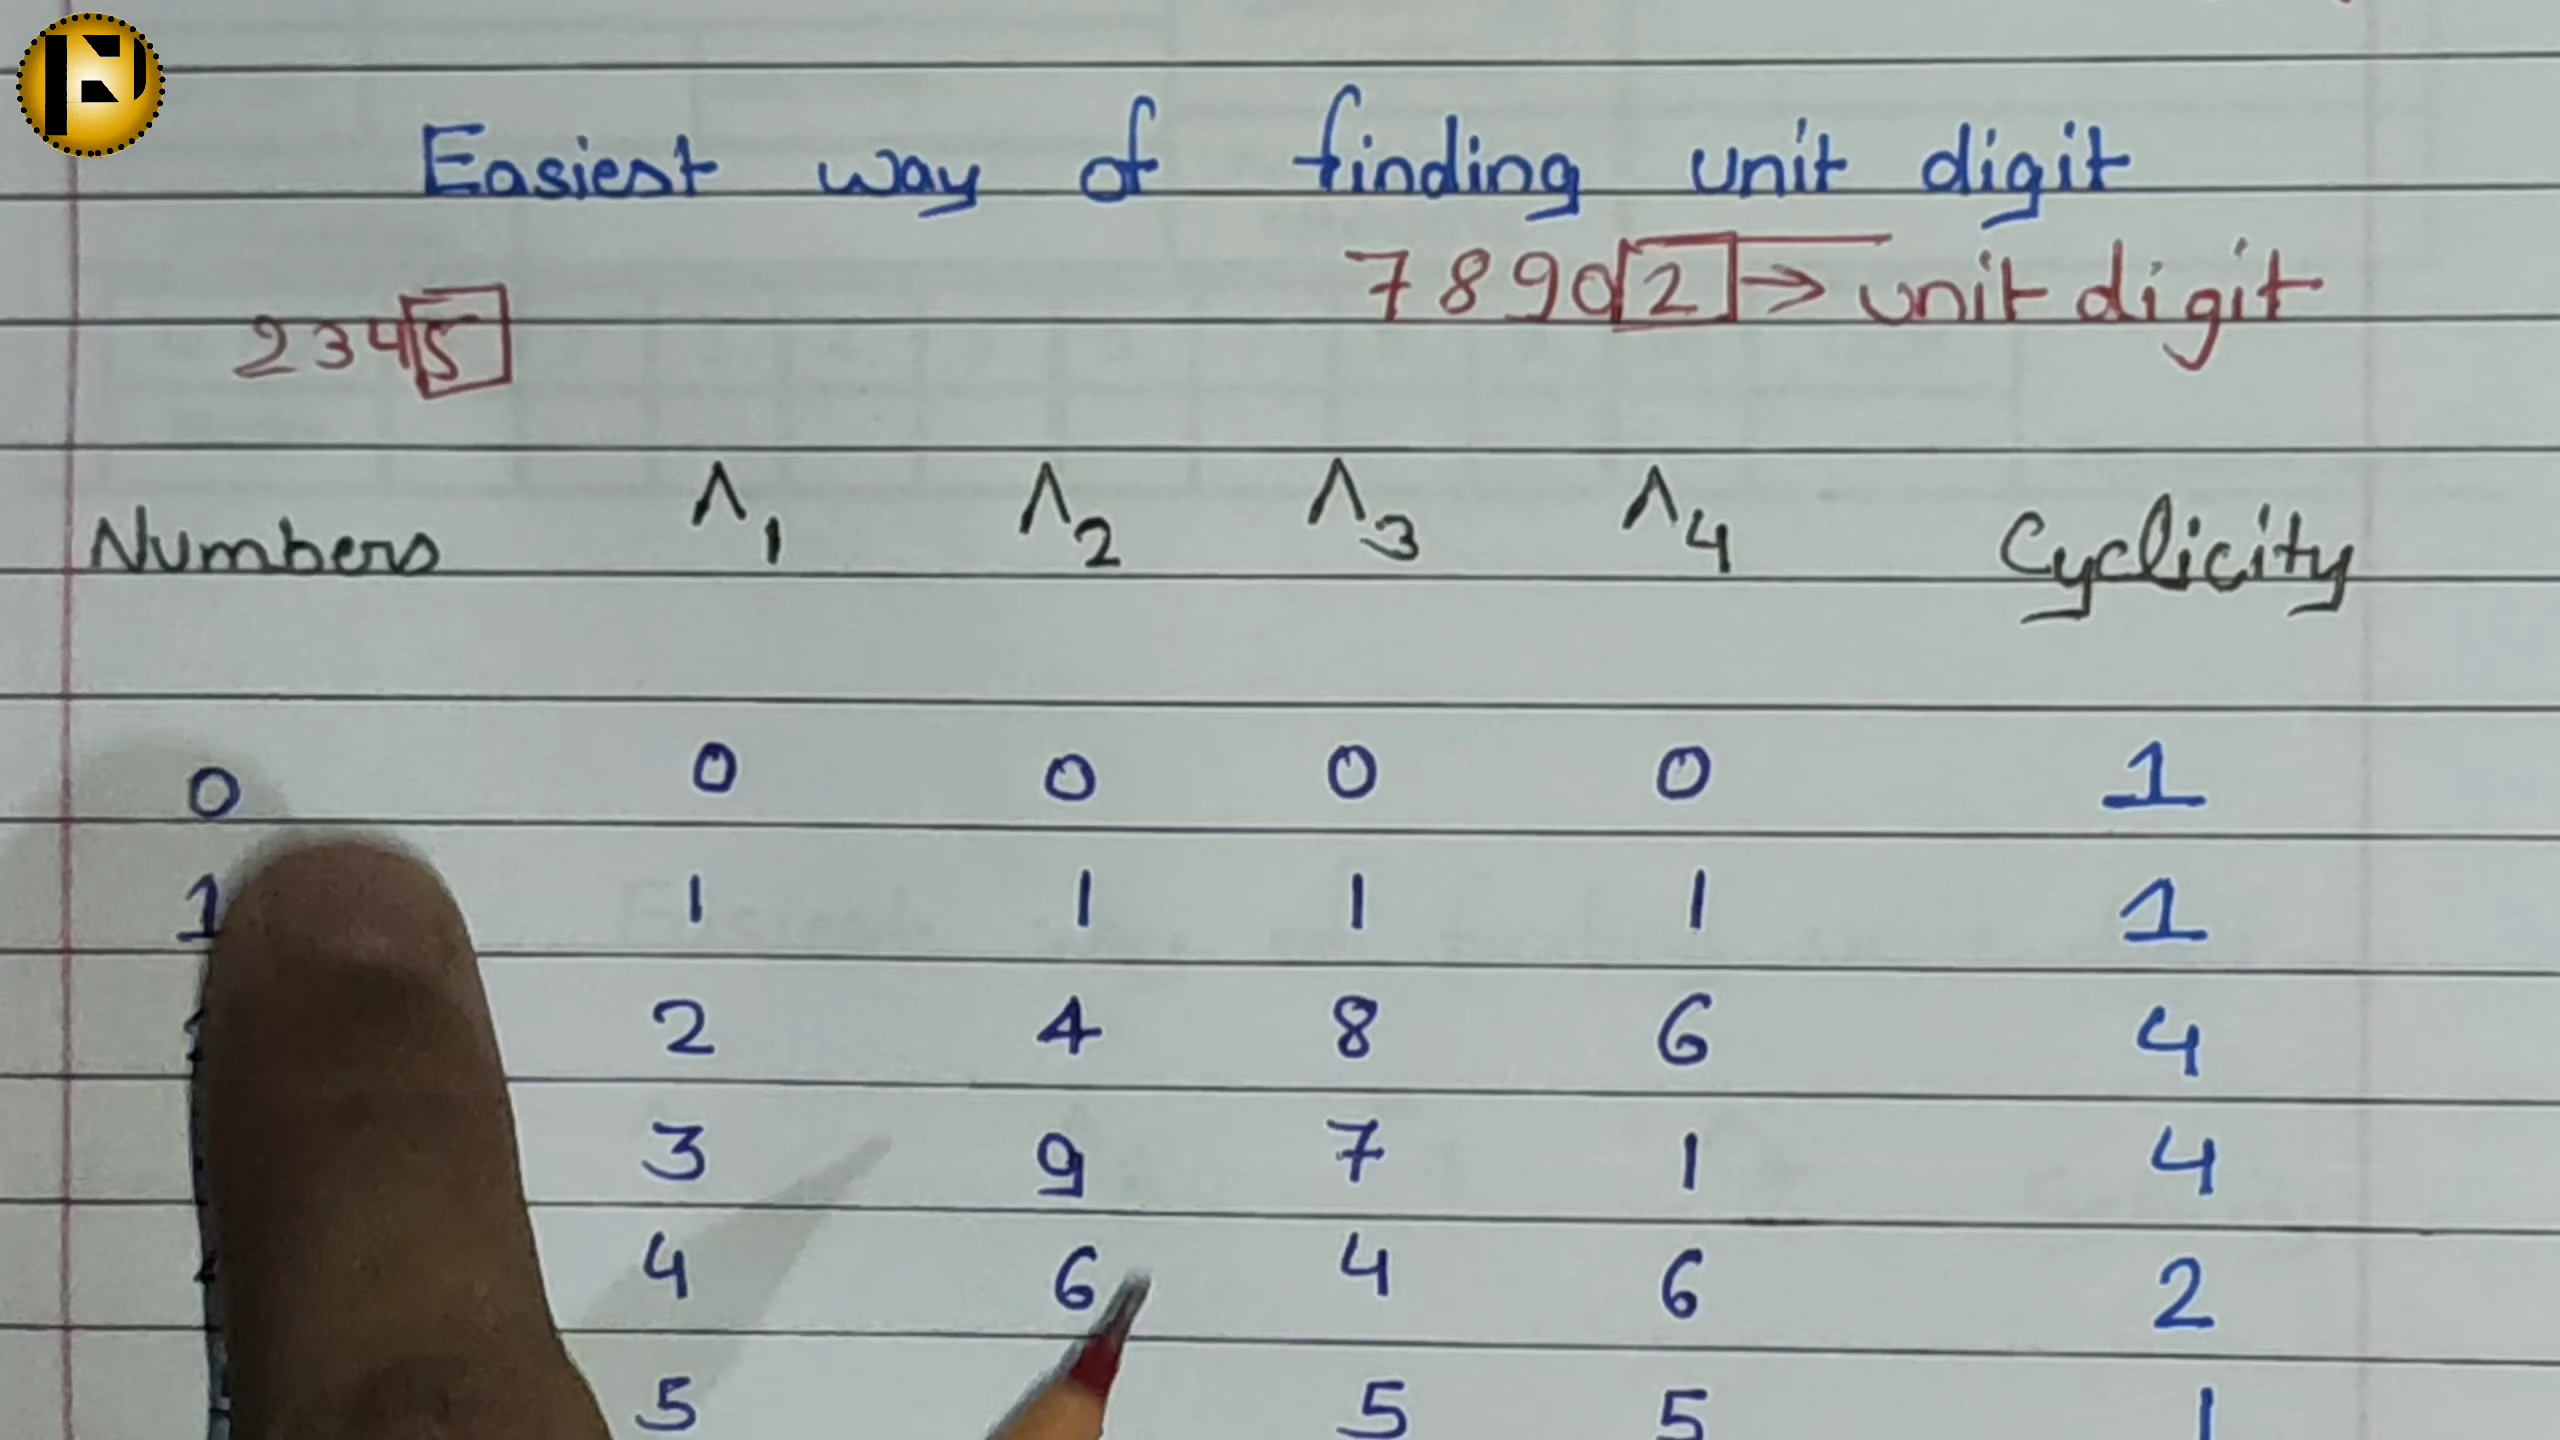 Easiest way of finding unit digit
78902 → unit digit
2345
Numbers ^1 ^2 ^3 ^4 Cyclicity
0 0 0 0 0 1
1 1 1 1 1 1
2 4 8 6 4
3 9 7 1 4
4 6 4 6 2
5 5 5 1